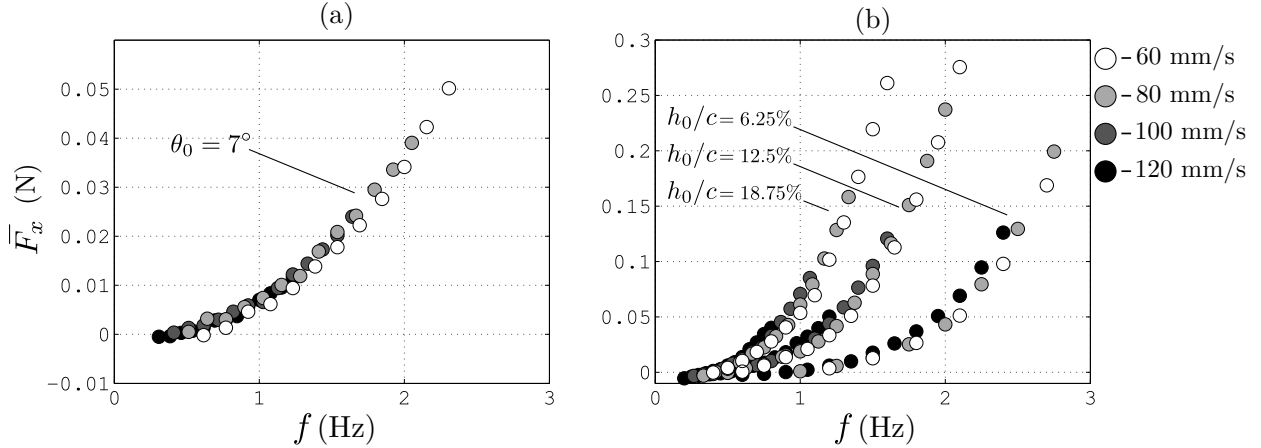 (a)
0.05
0.04
0.03
0.02
0.01
0
-0.01
0
1
2
3
F̅x (N)
f (Hz)
θ0 = 7°
(b)
0.3
0.25
0.2
0.15
0.1
0.05
0
0
1
2
3
f (Hz)
h0/c = 6.25%
h0/c = 12.5%
h0/c = 18.75%
-60 mm/s
-80 mm/s
-100 mm/s
-120 mm/s